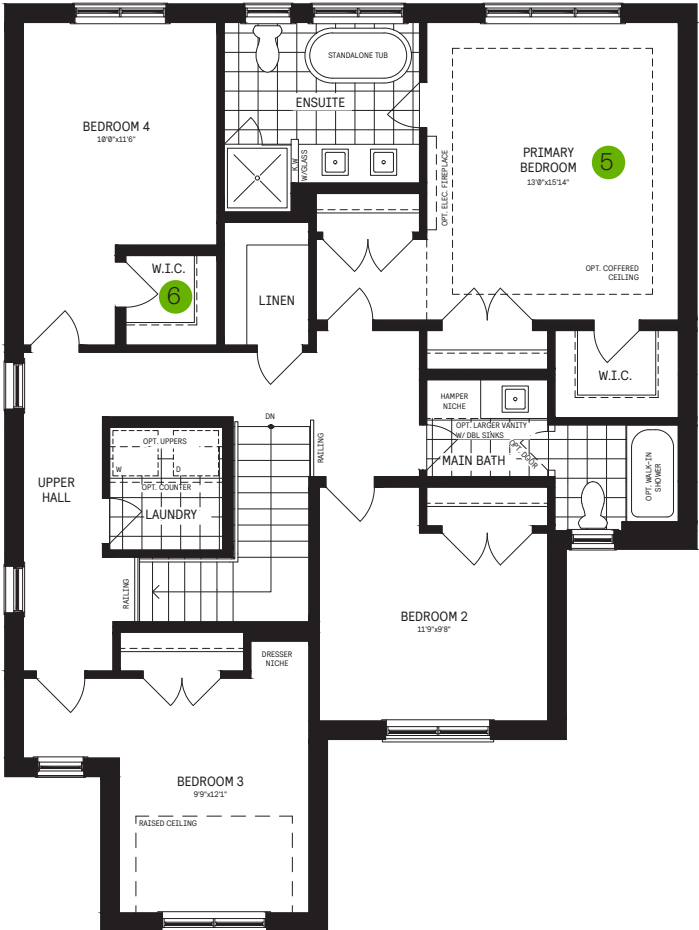 STANDALONE TUB
ENSUITE
BEDROOM 4
10'0"x11'6"
K.W
W/GLASS
OPT. ELEC. FIREPLACE
PRIMARY
BEDROOM
13'0"x15'14"
5
OPT. COFFERED
CEILING
W.I.C.
6
LINEN
W.I.C.
HAMPER
NICHE
DN
RAILING
OPT. LARGER VANITY
W/ DBL SINKS
OPT. DOOR
MAIN BATH
OPT. WALK-IN
SHOWER
OPT. UPPERS
W
D
OPT. COUNTER
LAUNDRY
UPPER
HALL
RAILING
BEDROOM 2
11'9"x9'8"
DRESSER
NICHE
BEDROOM 3
9'9"x12'1"
RAISED CEILING